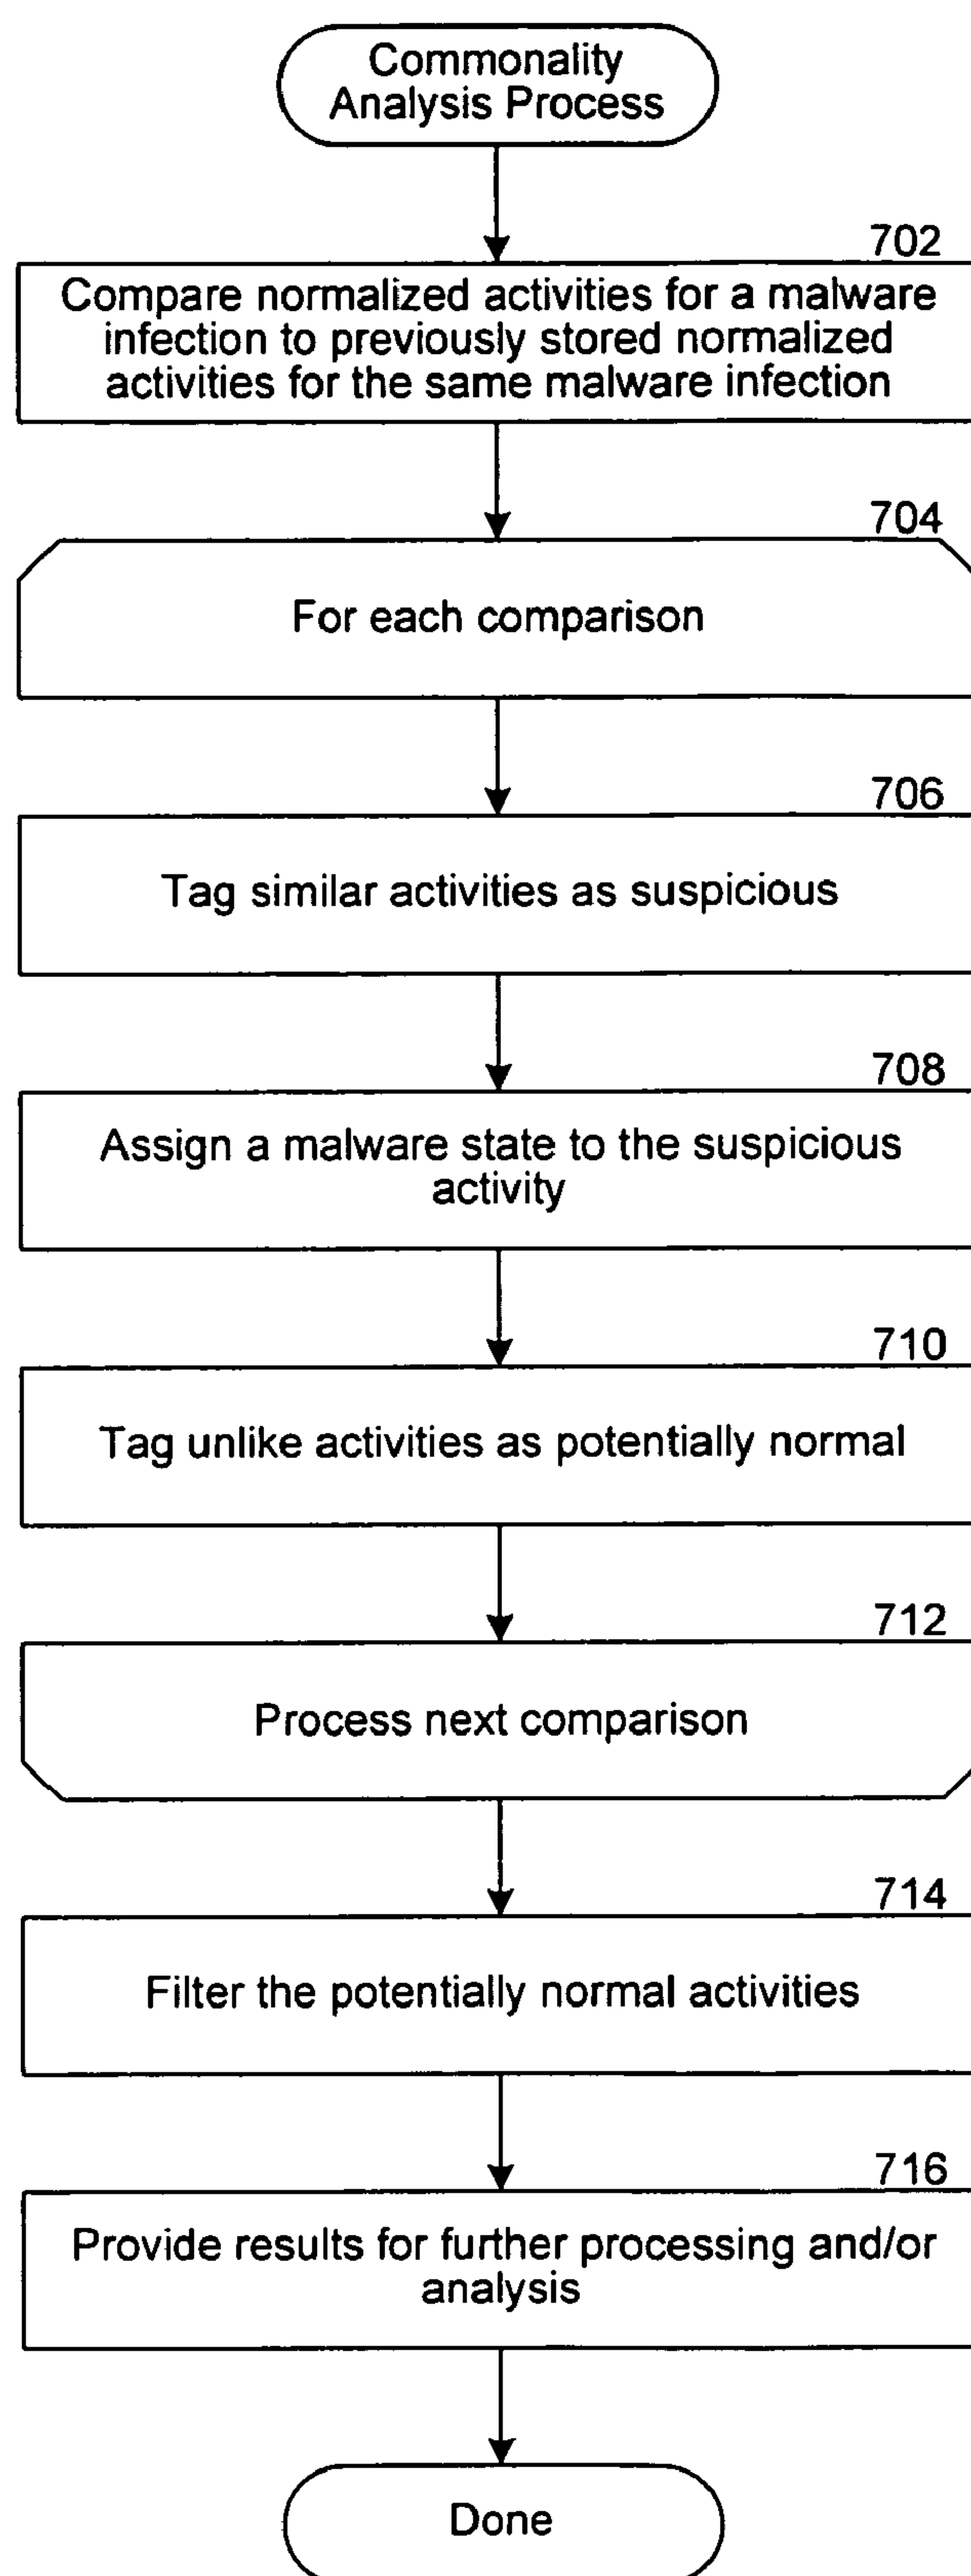 Commonality
Analysis Process
702
Compare normalized activities for a malware
infection to previously stored normalized
activities for the same malware infection
704
For each comparison
706
Tag similar activities as suspicious
708
Assign a malware state to the suspicious
activity
710
Tag unlike activities as potentially normal
712
Process next comparison
714
Filter the potentially normal activities
716
Provide results for further processing and/or
analysis
Done